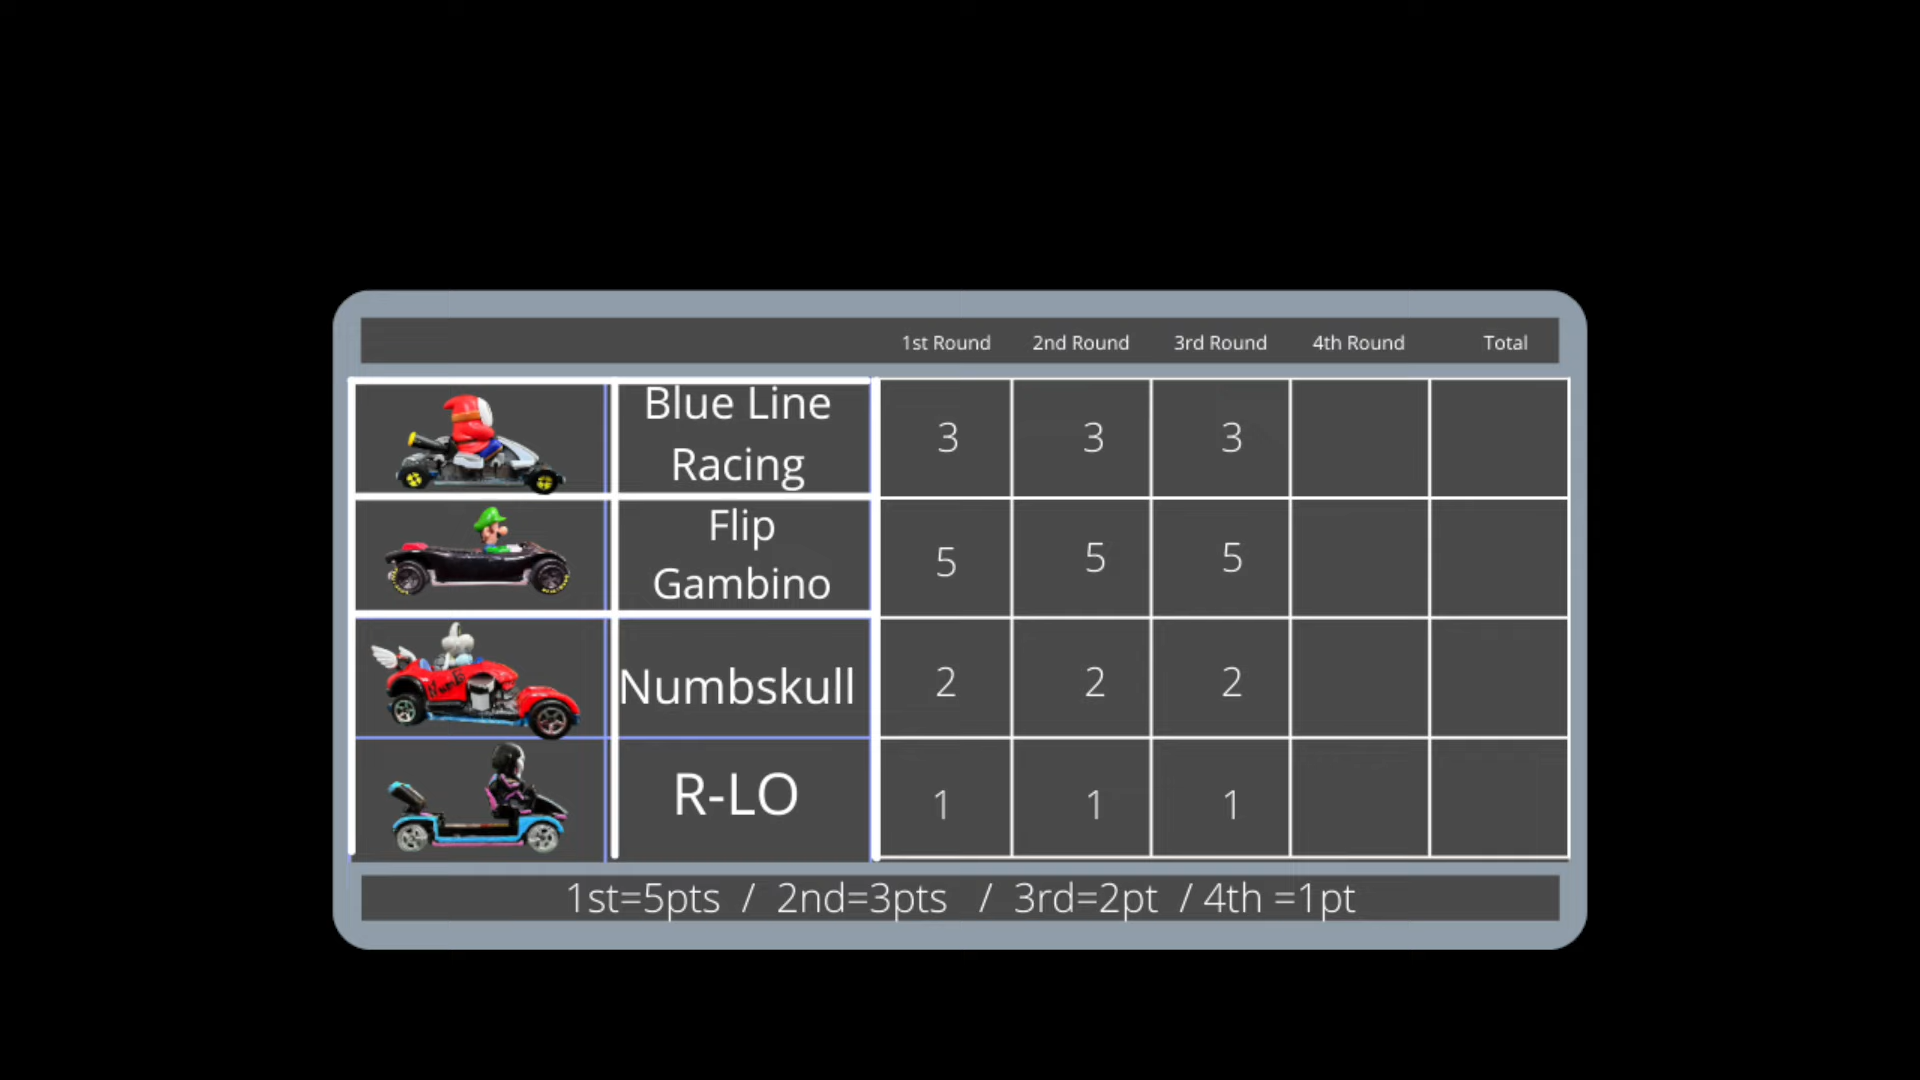 1st Round 2nd Round 3rd Round 4th Round Total
Blue Line
Racing
3 3 3
Flip
Gambino
5 5 5
Numbskull
2 2 2
R-LO
1 1 1
1st=5pts / 2nd=3pts / 3rd=2pt / 4th =1pt